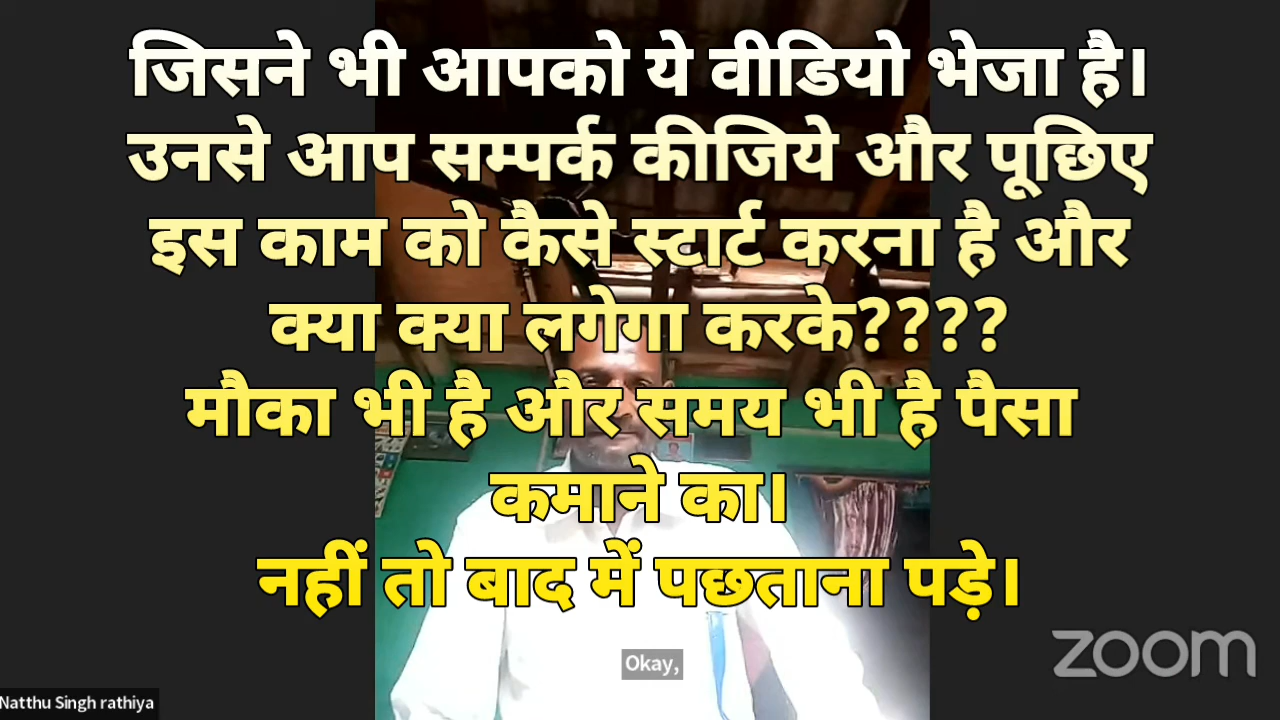 जिसने भी आपको ये वीडियो भेजा है।
उनसे आप सम्पर्क कीजिये और पूछिए
इस काम को कैसे स्टार्ट करना है और
क्या क्या लगेगा करके????
मौका भी है और समय भी है पैसा
कमाने का।
नहीं तो बाद में पछताना पड़े।
Okay,
zoom
Natthu Singh rathiya